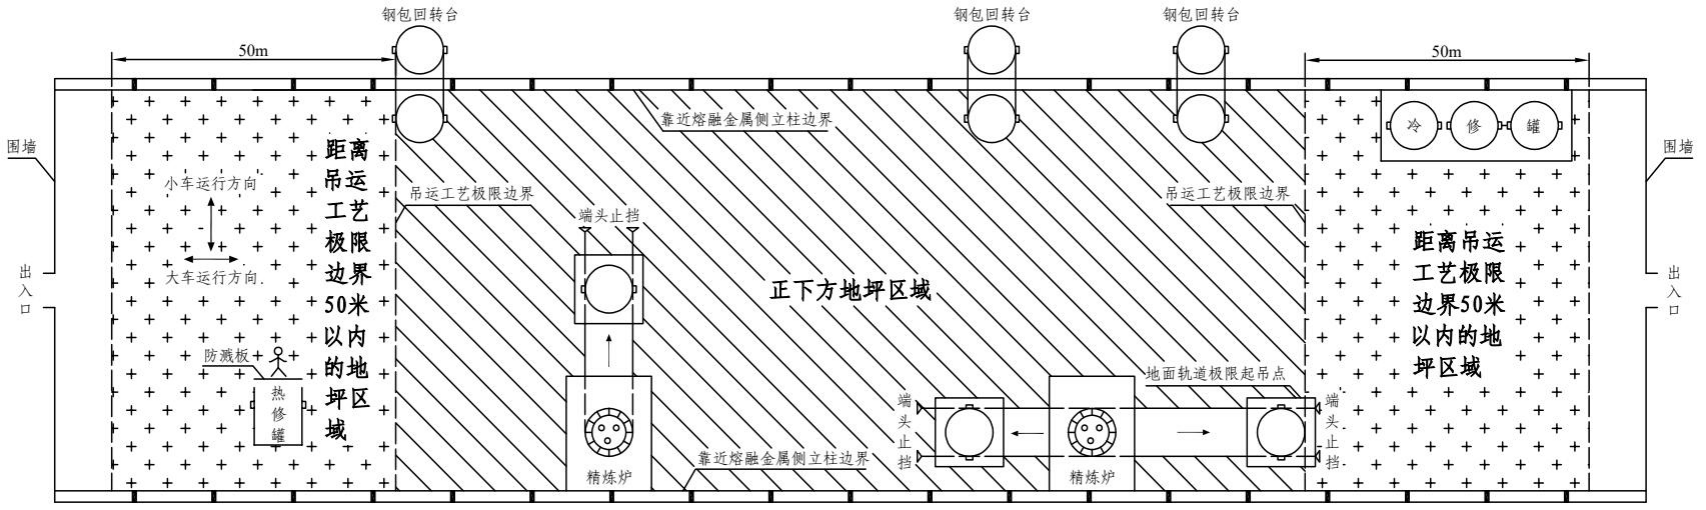 钢包回转台
钢包回转台
钢包回转台
50m
50m
靠近熔融金属侧立柱边界
冷
修
罐
围墙
围墙
距离
吊运
工艺
极限
边界
50米
以内
的地
坪区
域
小车运行方向
大车运行方向
吊运工艺极限边界
吊运工艺极限边界
端头止挡
距离吊运
工艺极限
边界50米
以内的地
坪区域
出
入
口
出
入
口
正下方地坪区域
防溅板
热
修
罐
地面轨道极限起吊点
端
头
止
挡
端
头
止
挡
靠近熔融金属侧立柱边界
精炼炉
精炼炉